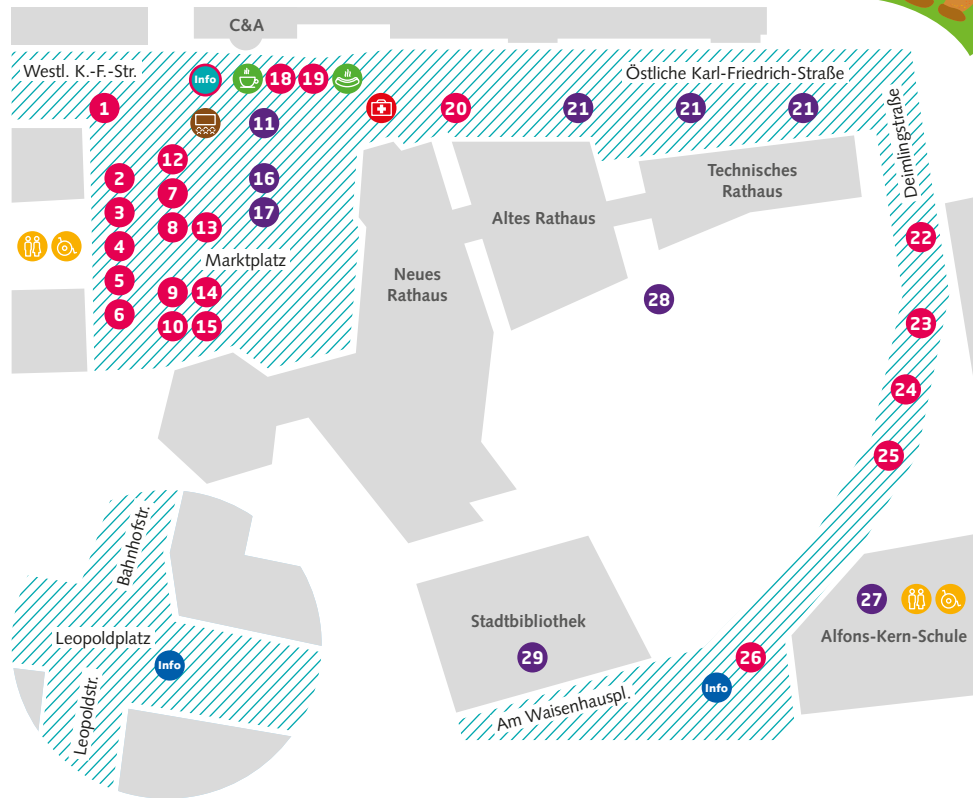 C&A
Westl. K.-F.-Str.
Info
18
19
Östliche Karl-Friedrich-Straße
1
20
21
21
21
Deimlingstraße
11
12
2
7
16
Technisches
Rathaus
3
8
13
17
Altes Rathaus
22
4
Marktplatz
5
9
14
Neues
Rathaus
28
6
10
15
23
24
25
Bahnhofstr.
27
Stadtbibliothek
Alfons-Kern-Schule
Leopoldplatz
Info
29
26
Info
Leopoldstr.
Am Waisenhauspl.